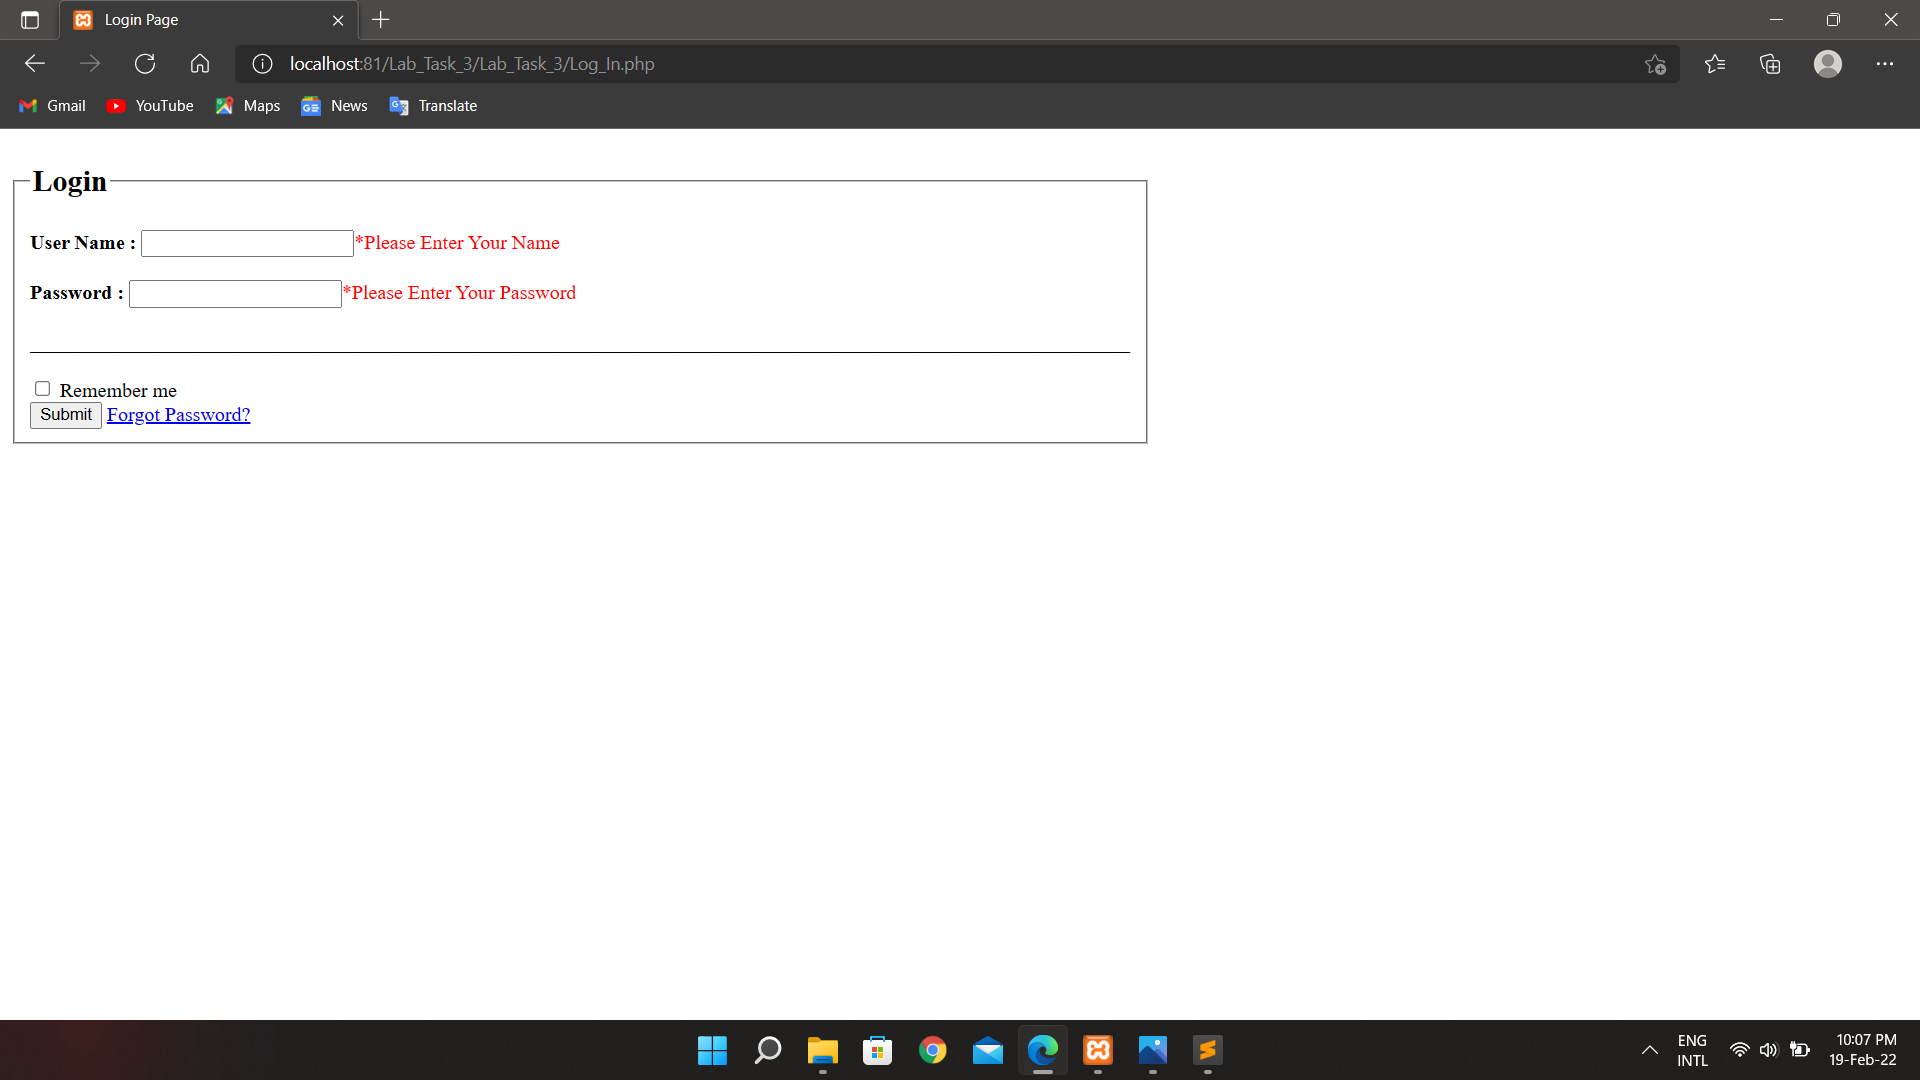 Login Page
localhost:81/Lab_Task_3/Lab_Task_3/Log_In.php
Gmail YouTube Maps News Translate
Login
User Name : *Please Enter Your Name
Password : *Please Enter Your Password
Remember me
Submit Forgot Password?
ENG 10:07 PM
INTL 19-Feb-22